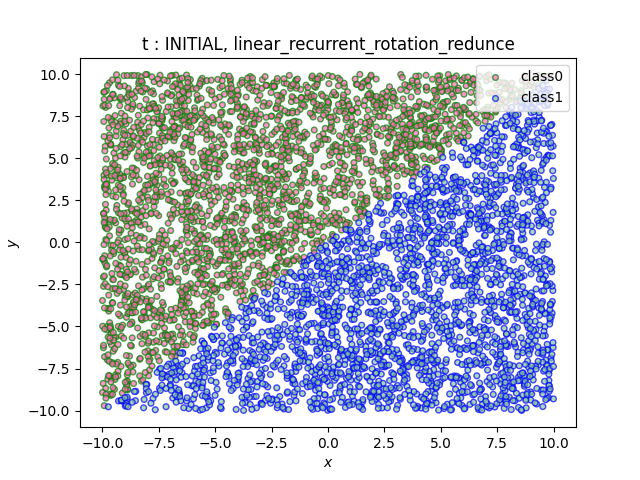 t : INITIAL, linear_recurrent_rotation_redunce
class0
class1
10.0
7.5
5.0
2.5
0.0
−2.5
−5.0
−7.5
−10.0
y
−10.0 −7.5 −5.0 −2.5 0.0 2.5 5.0 7.5 10.0
x